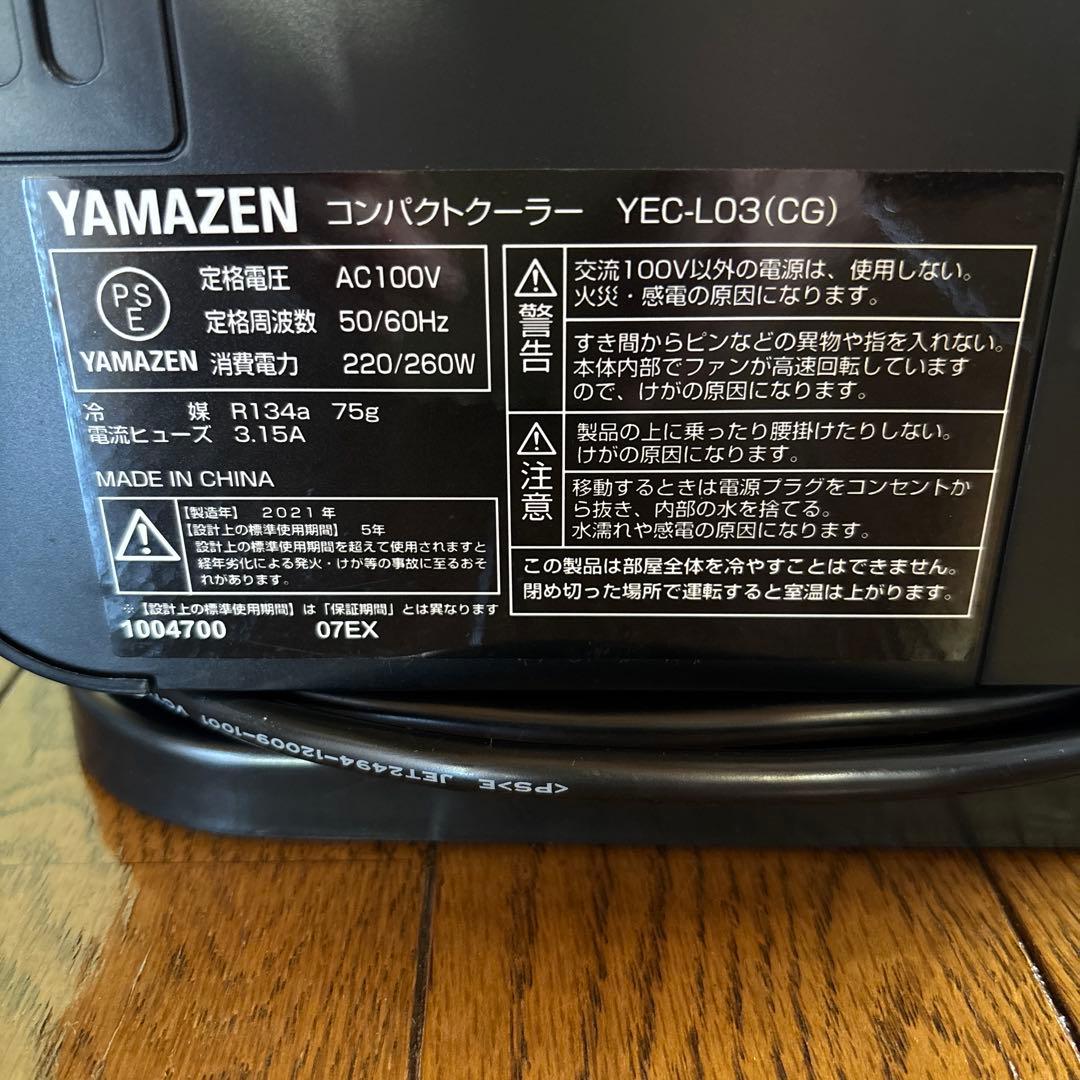 YAMAZEN コンパクトクーラー YEC-L03(CG)
PSE
YAMAZEN
定格電圧 AC100V
定格周波数 50/60Hz
消費電力 220/260W
冷媒 R134a 75g
電流ヒューズ 3.15A
MADE IN CHINA
【製造年】 2021年
【設計上の標準使用期間】 5年
設計上の標準使用期間を超えて使用されますと
経年劣化による発火・けが等の事故に至るおそ
れがあります。
※【設計上の標準使用期間】は「保証期間」とは異なります
1004700 07EX
警告
交流100V以外の電源は、使用しない。
火災・感電の原因になります。
すき間からピンなどの異物や指を入れない。
本体内部でファンが高速回転しています
ので、けがの原因になります。
注意
製品の上に乗ったり腰掛けたりしない。
けがの原因になります。
移動するときは電源プラグをコンセントか
ら抜き、内部の水を捨てる。
水濡れや感電の原因になります。
この製品は部屋全体を冷やすことはできません。
閉め切った場所で運転すると室温は上がります。
<PS>E JET2494-12009-1001